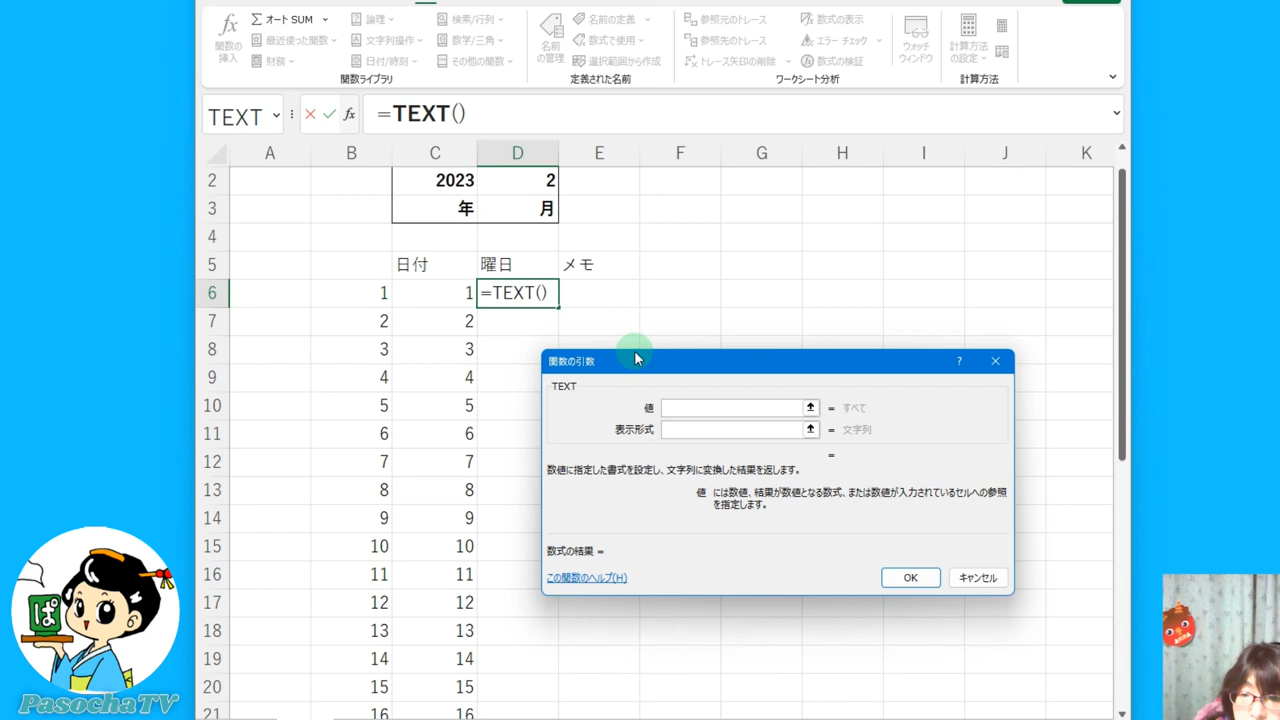 Σ オート SUM
論理
検索/行列
最近使った関数
文字列操作
数学/三角
財務
日付/時刻
その他の関数
関数の
挿入
関数ライブラリ
名前
の管理
名前の定義
数式で使用
選択範囲から作成
定義された名前
参照元のトレース
参照先のトレース
トレース矢印の削除
数式の表示
エラー チェック
数式の検証
ワークシート分析
ウォッチ
ウィンドウ
計算方法
の設定
計算方法
TEXT
fx
=TEXT()
A B C D E F G H I J K
2 2023 2
3 年 月
4
5 日付 曜日 メモ
6 1 1 =TEXT()
7 2 2
8 3 3
9 4 4
10 5 5
11 6 6
12 7 7
13 8 8
14 9 9
15 10 10
16 11 11
17 12 12
18 13 13
19 14 14
20 15 15
21 16 16
関数の引数
? ×
TEXT
値 = すべて
表示形式 = 文字列
=
数値に指定した書式を設定し、文字列に変換した結果を返します。
値 には数値、結果が数値となる数式、または数値が入力されているセルへの参照
を指定します。
数式の結果 =
この関数のヘルプ(H)
OK
キャンセル
ぱ
PasochaTV